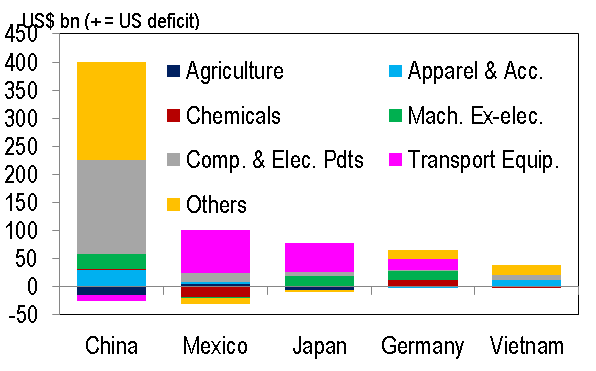 US$ bn (+ = US deficit)
450
400
350
300
250
200
150
100
50
0
-50
Agriculture
Apparel & Acc.
Chemicals
Mach. Ex-elec.
Comp. & Elec. Pdts
Transport Equip.
Others
China
Mexico
Japan
Germany
Vietnam